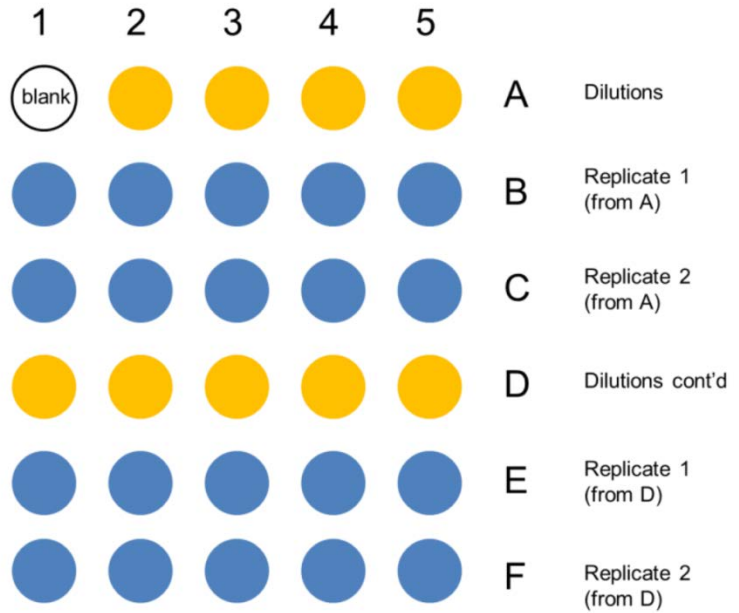 1 2 3 4 5
blank A Dilutions
B Replicate 1
(from A)
C Replicate 2
(from A)
D Dilutions cont'd
E Replicate 1
(from D)
F Replicate 2
(from D)